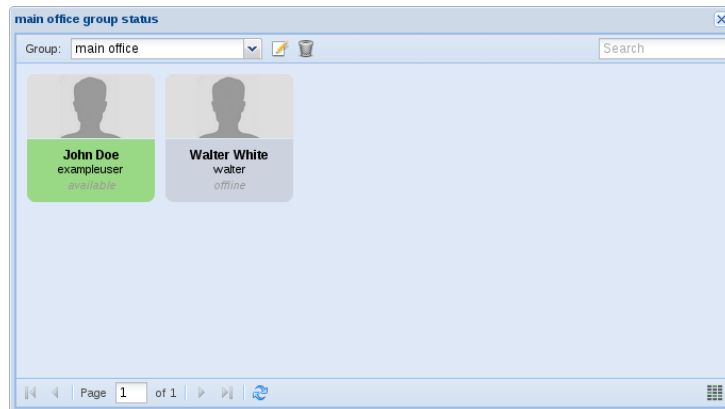 main office group status
Group: main office Search
John Doe
exampleuser
available
Walter White
walter
offline
Page 1 of 1